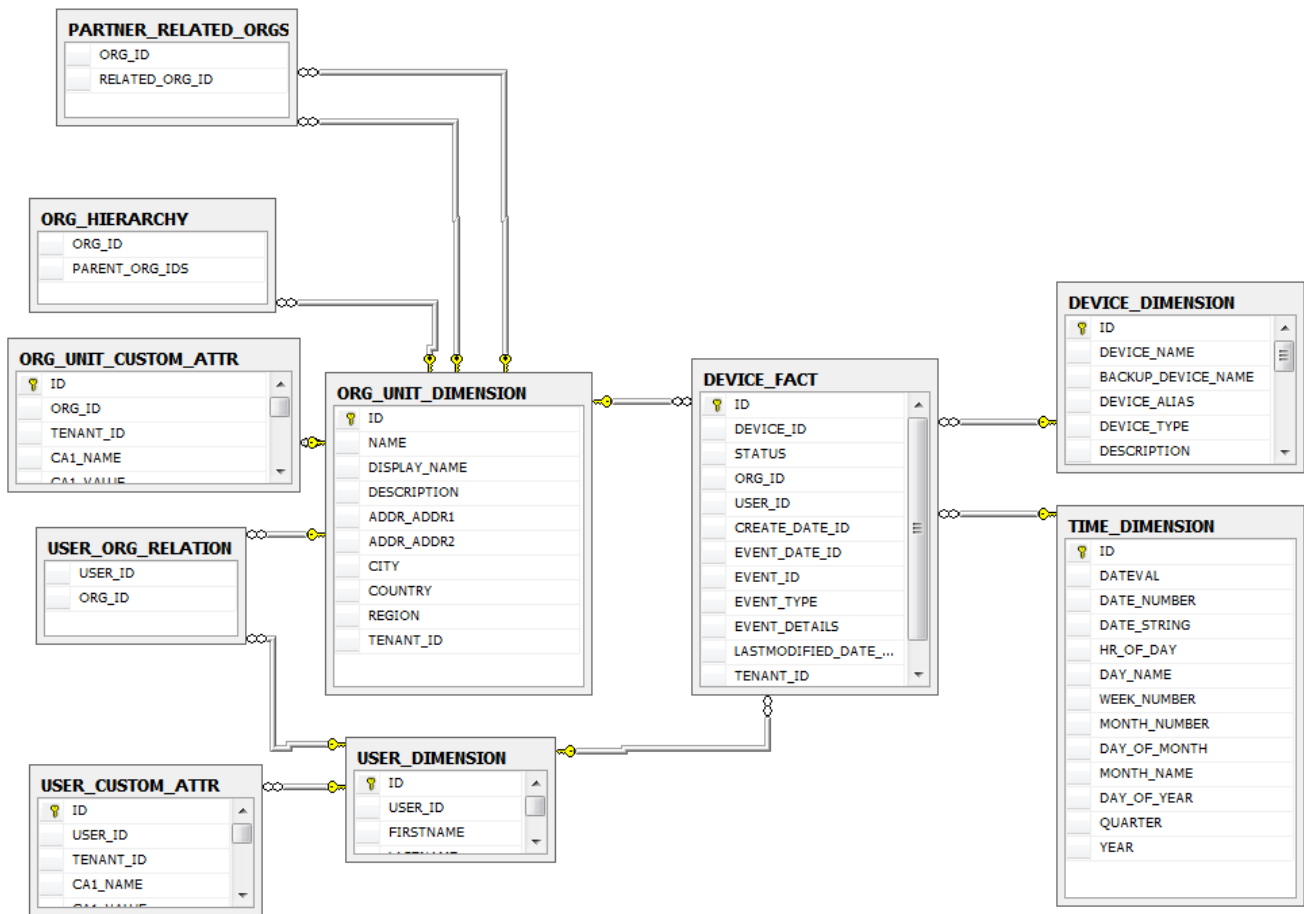 PARTNER_RELATED_ORGS
ORG_ID
RELATED_ORG_ID
ORG_HIERARCHY
ORG_ID
PARENT_ORG_IDS
ORG_UNIT_CUSTOM_ATTR
ID
ORG_ID
TENANT_ID
CA1_NAME
CA1_VALUE
USER_ORG_RELATION
USER_ID
ORG_ID
USER_CUSTOM_ATTR
ID
USER_ID
TENANT_ID
CA1_NAME
CA1_VALUE
ORG_UNIT_DIMENSION
ID
NAME
DISPLAY_NAME
DESCRIPTION
ADDR_ADDR1
ADDR_ADDR2
CITY
COUNTRY
REGION
TENANT_ID
USER_DIMENSION
ID
USER_ID
FIRSTNAME
LASTNAME
DEVICE_FACT
ID
DEVICE_ID
STATUS
ORG_ID
USER_ID
CREATE_DATE_ID
EVENT_DATE_ID
EVENT_ID
EVENT_TYPE
EVENT_DETAILS
LASTMODIFIED_DATE_...
TENANT_ID
DEVICE_DIMENSION
ID
DEVICE_NAME
BACKUP_DEVICE_NAME
DEVICE_ALIAS
DEVICE_TYPE
DESCRIPTION
TIME_DIMENSION
ID
DATEVAL
DATE_NUMBER
DATE_STRING
HR_OF_DAY
DAY_NAME
WEEK_NUMBER
MONTH_NUMBER
DAY_OF_MONTH
MONTH_NAME
DAY_OF_YEAR
QUARTER
YEAR